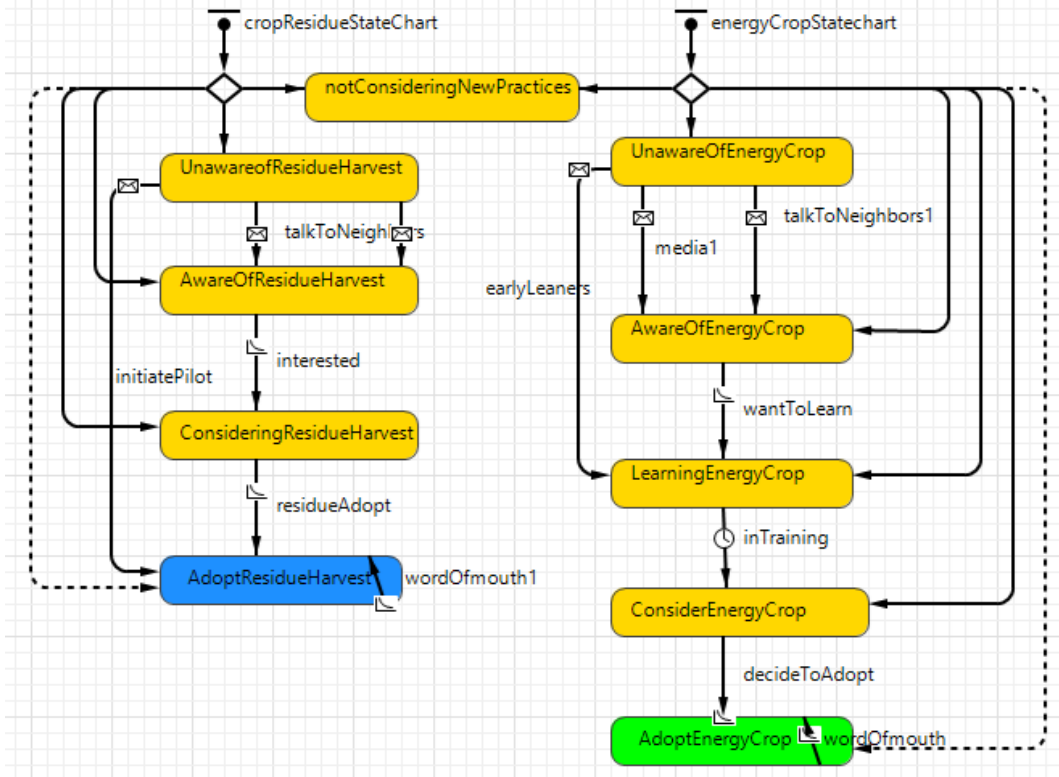 cropResidueStateChart
energyCropStatechart
notConsideringNewPractices
UnawareofResidueHarvest
UnawareOfEnergyCrop
talkToNeighbors
talkToNeighbors1
media1
AwareOfResidueHarvest
earlyLeaners
AwareOfEnergyCrop
interested
initiatePilot
wantToLearn
ConsideringResidueHarvest
LearningEnergyCrop
residueAdopt
inTraining
AdoptResidueHarvest
wordOfmouth1
ConsiderEnergyCrop
decideToAdopt
AdoptEnergyCrop
wordOfmouth